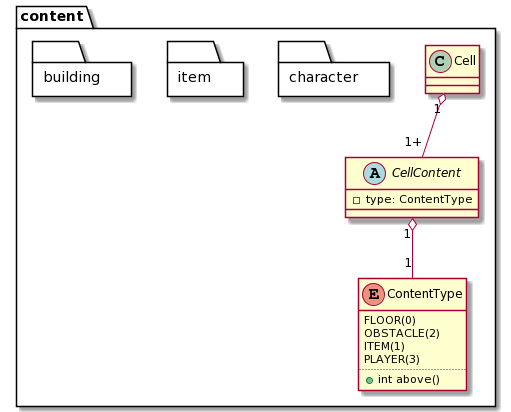 content
building
item
character
C Cell
1
1+
A CellContent
type: ContentType
1
1
E ContentType
FLOOR(0)
OBSTACLE(2)
ITEM(1)
PLAYER(3)
int above()